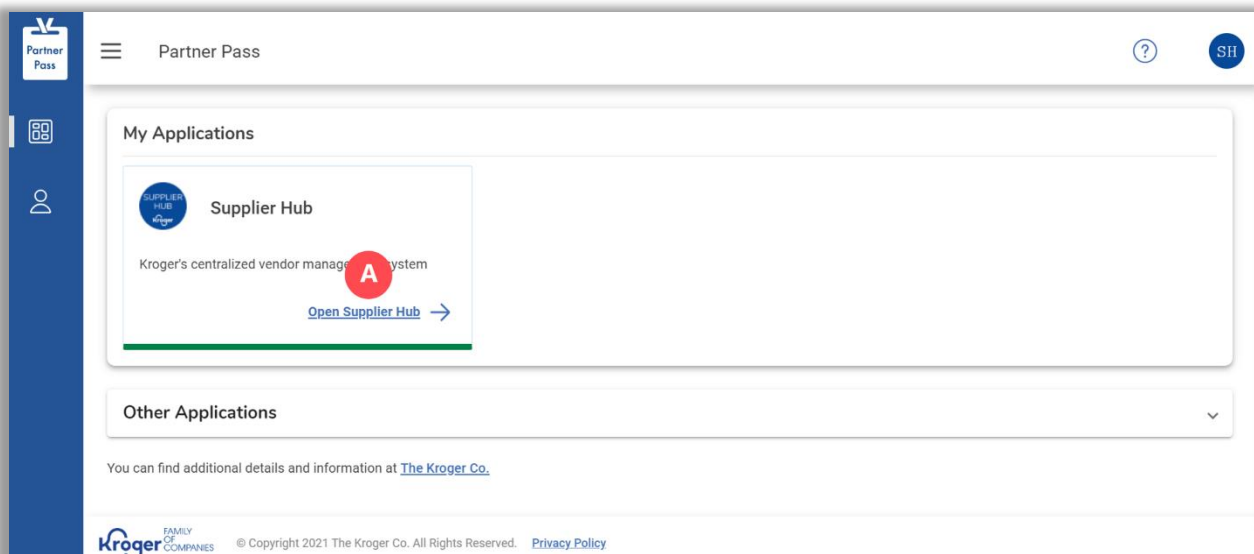 Partner
Pass
Partner Pass
?
SH
My Applications
SUPPLIER
HUB
Kroger
Supplier Hub
Kroger's centralized vendor manage ystem
A
Open Supplier Hub
Other Applications
You can find additional details and information at The Kroger Co.
Kroger FAMILY
OF
COMPANIES
© Copyright 2021 The Kroger Co. All Rights Reserved. Privacy Policy